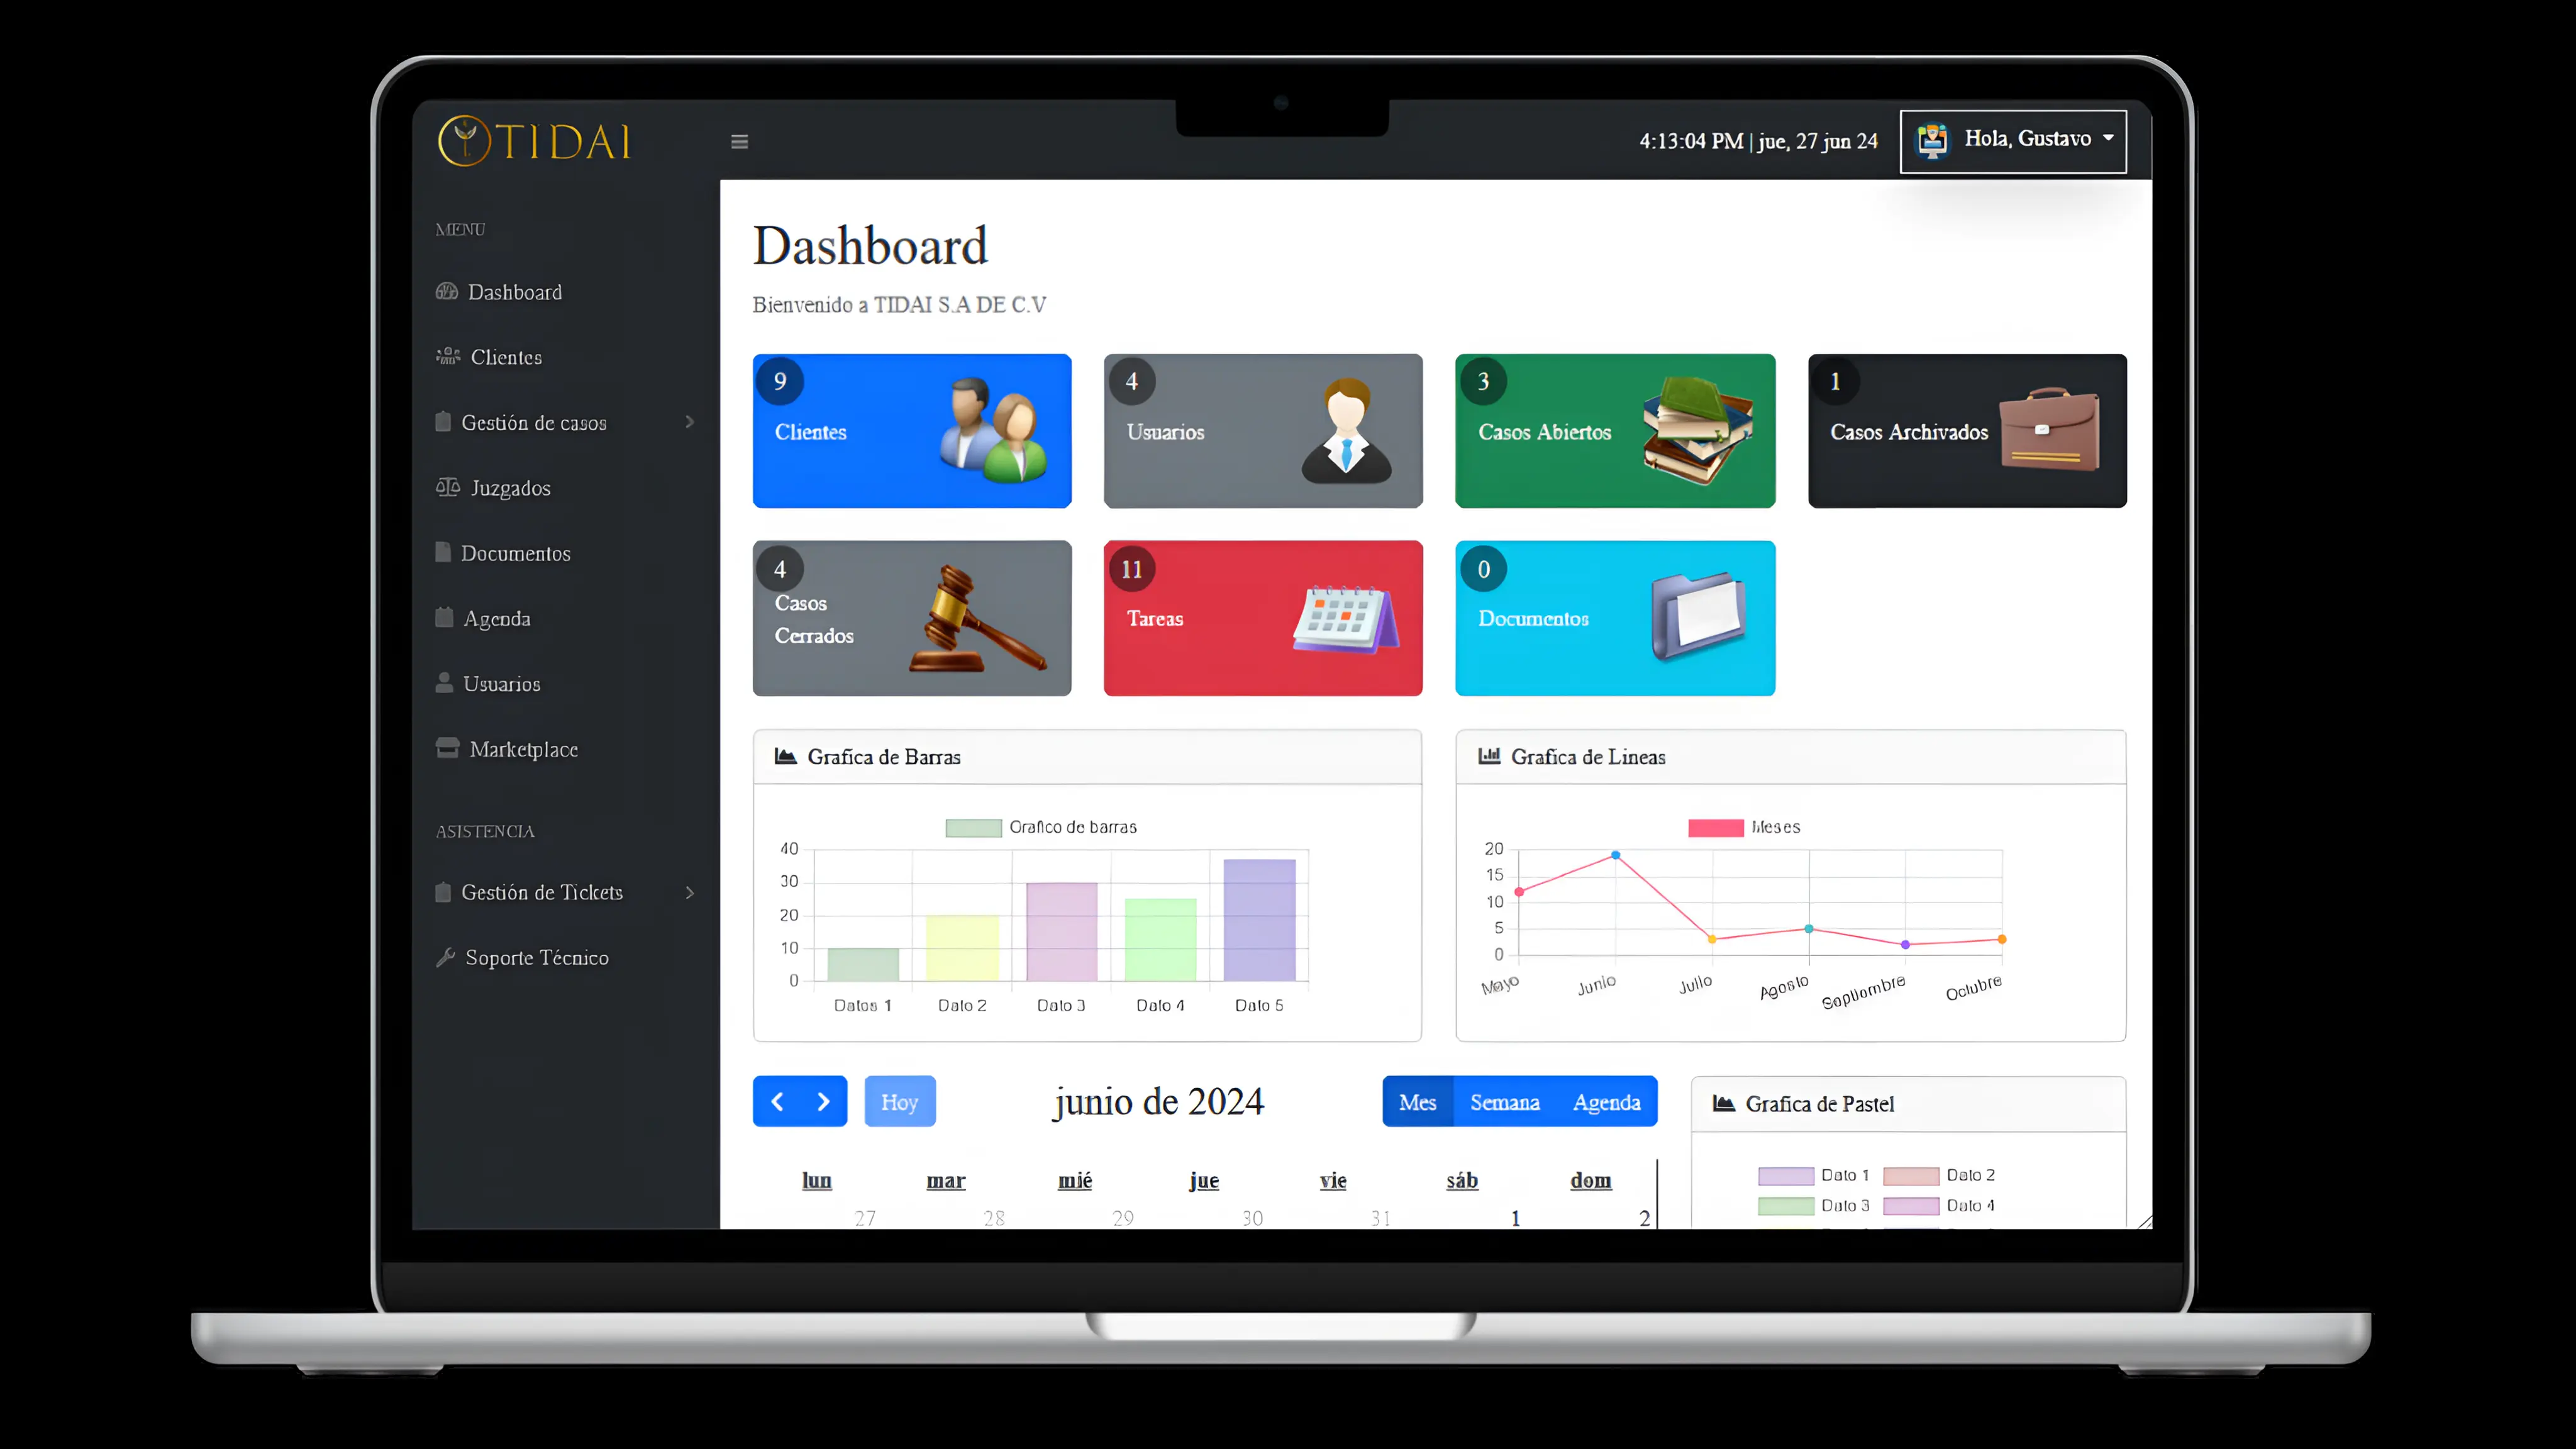 TIDAI
4:13:04 PM | jue, 27 jun 24
Hola, Gustavo
MENU
Dashboard
Clientes
Gestión de casos
Juzgados
Documentos
Agenda
Usuarios
Marketplace
ASISTENCIA
Gestión de Tickets
Soporte Técnico
Dashboard
Bienvenido a TIDAI S.A DE C.V
9
Clientes
4
Usuarios
3
Casos Abiertos
1
Casos Archivados
4
Casos
Cerrados
11
Tareas
0
Documentos
Grafica de Barras
Grafico de barras
40
30
20
10
0
Datos 1 Dato 2 Dato 3 Dato 4 Dato 5
Grafica de Lineas
Meses
20
15
10
5
0
Mayo Junio Julio Agosto Septiembre Octubre
Hoy
junio de 2024
Mes Semana Agenda
lun mar mié jue vie sáb dom
27 28 29 30 31 1 2
Grafica de Pastel
Dato 1 Dato 2
Dato 3 Dato 4